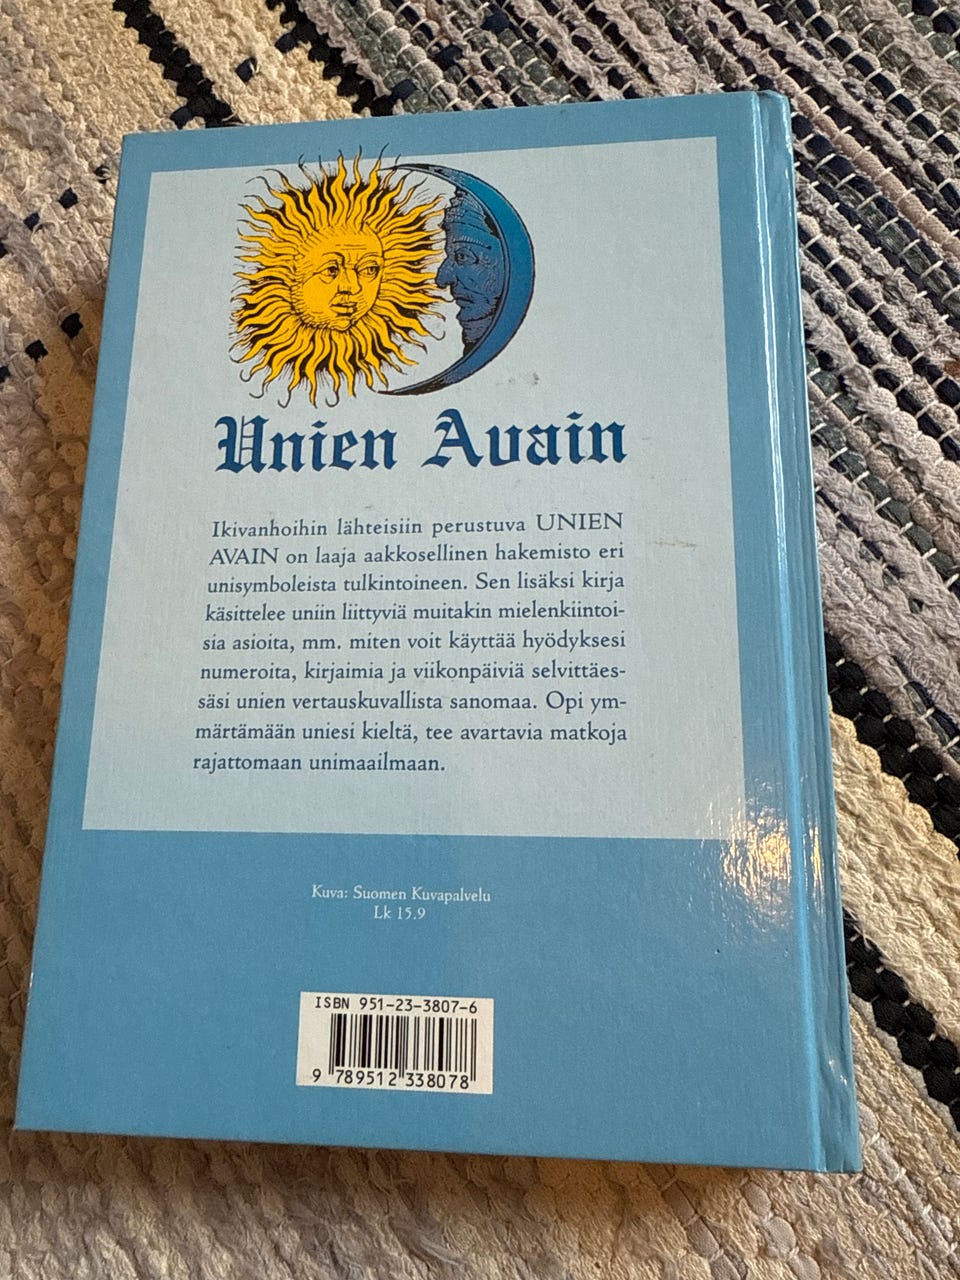 Unien Avain
Ikivanhoihin lähteisiin perustuva UNIEN
AVAIN on laaja aakkosellinen hakemisto eri
unisymboleista tulkintoineen. Sen lisäksi kirja
käsittelee uniin liittyviä muitakin mielenkiintoi-
sia asioita, mm. miten voit käyttää hyödyksesi
numeroita, kirjaimia ja viikonpäiviä selvittäes-
säsi unien vertauskuvallista sanomaa. Opi ym-
märtämään uniesi kieltä, tee avartavia matkoja
rajattomaan unimaailmaan.
Kuva: Suomen Kuvapalvelu
Lk 15.9
ISBN 951-23-3807-6
9 789512 338078